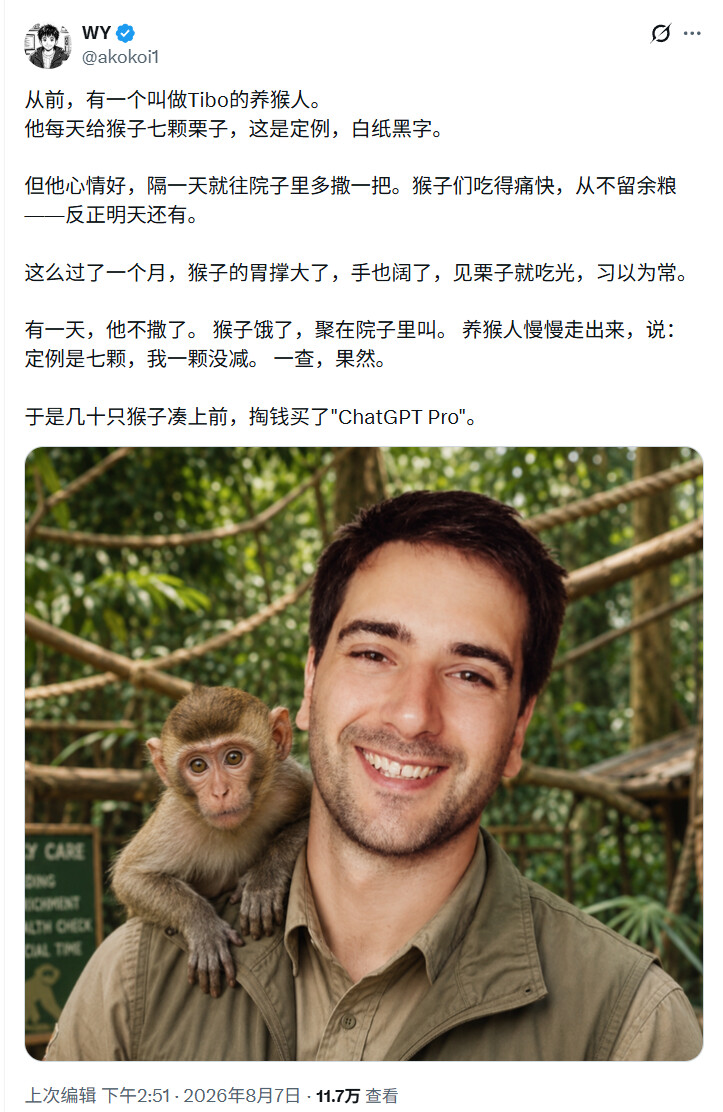 WY
@akokoi1
从前，有一个叫做Tibo的养猴人。
他每天给猴子七颗栗子，这是定例，白纸黑字。
但他心情好，隔一天就往院子里多撒一把。猴子们吃得痛快，从不留余粮
——反正明天还有。
这么过了一个月，猴子的胃撑大了，手也阔了，见栗子就吃光，习以为常。
有一天，他不撒了。 猴子饿了，聚在院子里叫。 养猴人慢慢走出来，说：
定例是七颗，我一颗没减。 一查，果然。
于是几十只猴子凑上前，掏钱买了"ChatGPT Pro"。
Y CARE
DING
ICHMENT
LTH CHECK
IAL TIME
上次编辑 下午2:51 · 2026年8月7日 · 11.7万 查看